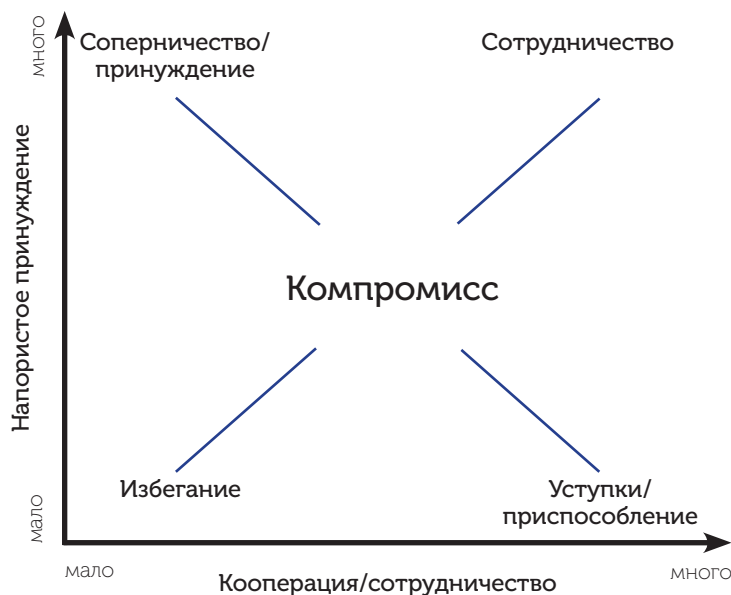 много
Соперничество/
принуждение
Сотрудничество
Напористое принуждение
Компромисс
Избегание
Уступки/
приспособление
мало
мало
много
Кооперация/сотрудничество